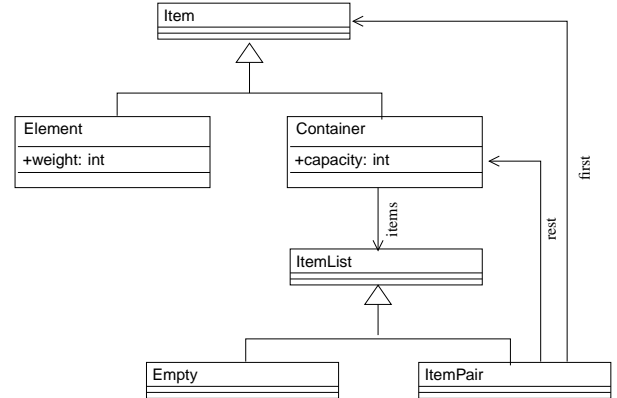 Item
Element
+weight: int
Container
+capacity: int
first
rest
items
ItemList
Empty
ItemPair